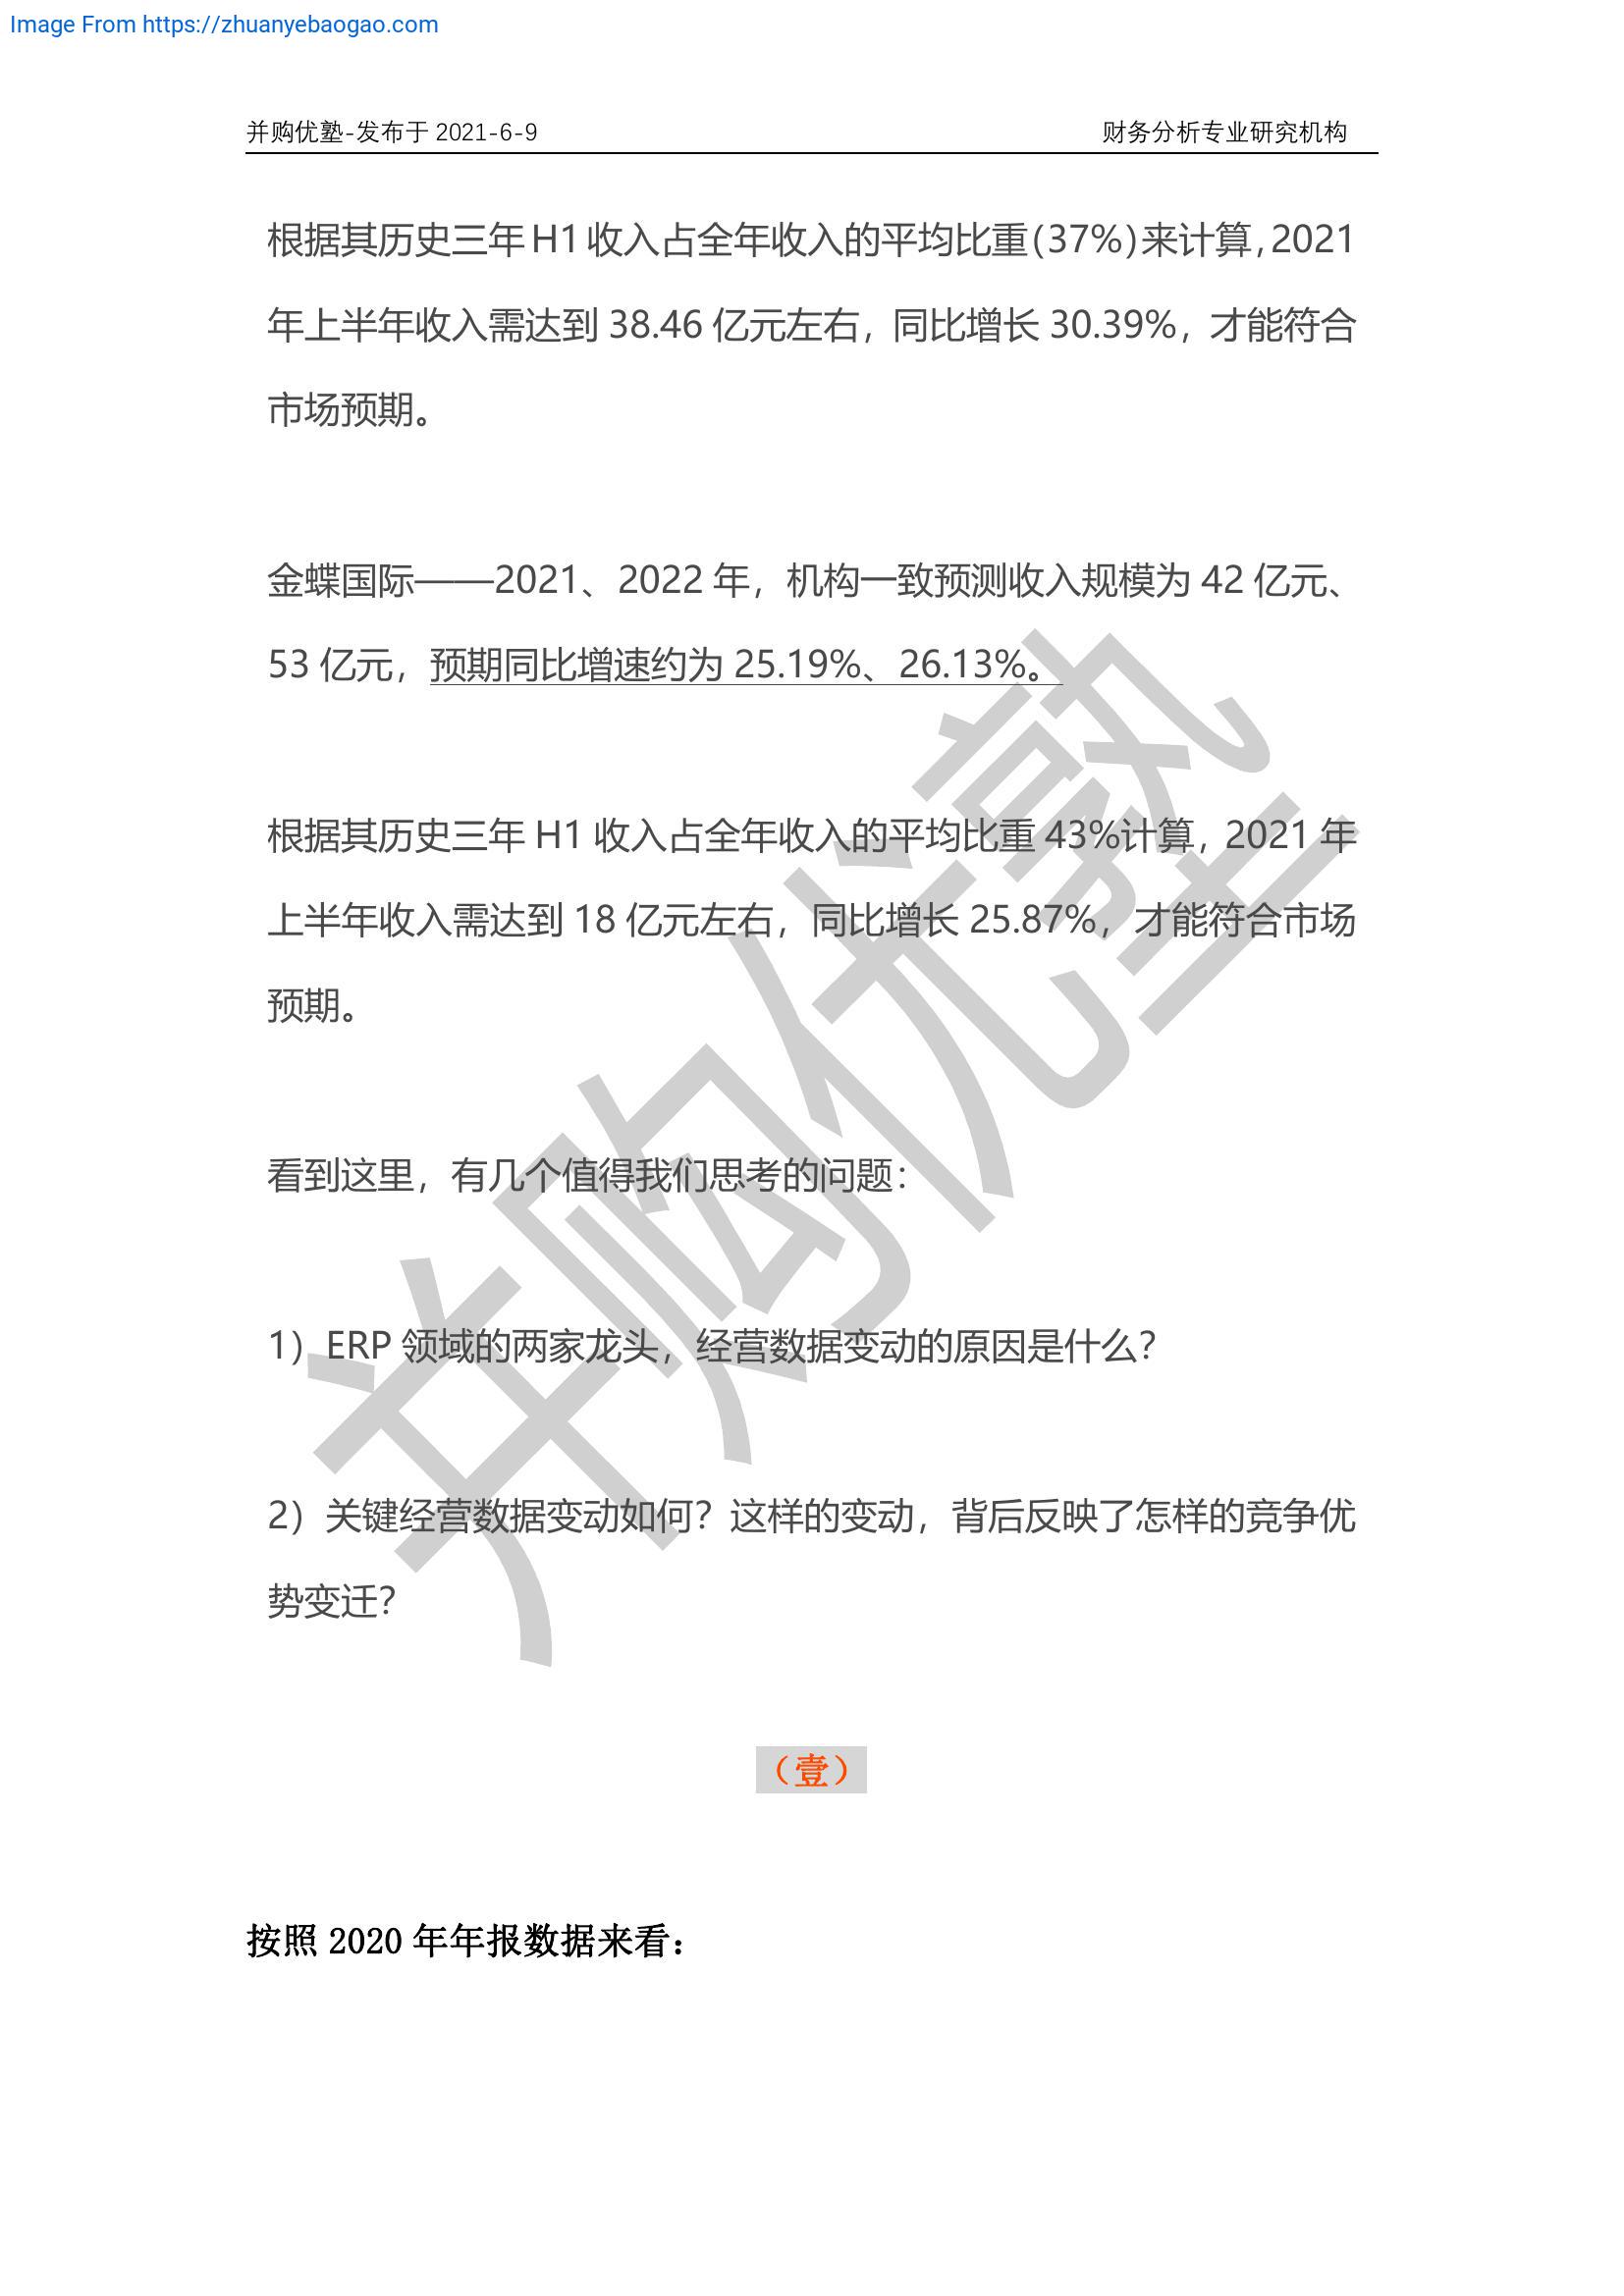 Image From https://zhuanyebaogao.com
并购优塾-发布于 2021-6-9 财务分析专业研究机构
根据其历史三年 H1 收入占全年收入的平均比重(37%)来计算,2021
年上半年收入需达到 38.46 亿元左右，同比增长 30.39%，才能符合
市场预期。
金蝶国际——2021、2022 年，机构一致预测收入规模为 42 亿元、
53 亿元，预期同比增速约为 25.19%、26.13%。
根据其历史三年 H1 收入占全年收入的平均比重 43%计算，2021 年
上半年收入需达到 18 亿元左右，同比增长 25.87%，才能符合市场
预期。
看到这里，有几个值得我们思考的问题：
1）ERP 领域的两家龙头，经营数据变动的原因是什么？
2）关键经营数据变动如何？这样的变动，背后反映了怎样的竞争优
势变迁？
（壹）
按照 2020 年年报数据来看：
并购优塾